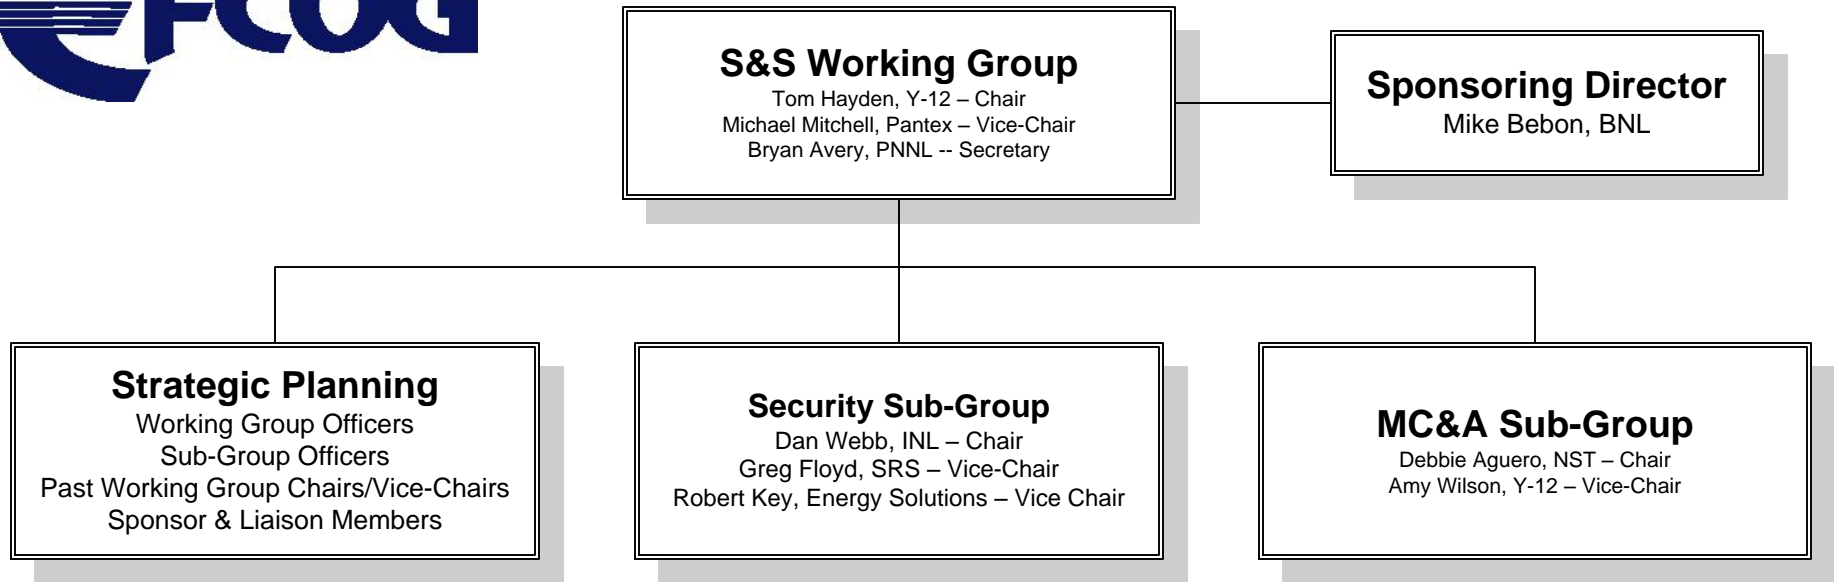 EFCOG
S&S Working Group
Tom Hayden, Y-12 – Chair
Michael Mitchell, Pantex – Vice-Chair
Bryan Avery, PNNL -- Secretary
Sponsoring Director
Mike Bebon, BNL
Strategic Planning
Working Group Officers
Sub-Group Officers
Past Working Group Chairs/Vice-Chairs
Sponsor & Liaison Members
Security Sub-Group
Dan Webb, INL – Chair
Greg Floyd, SRS – Vice-Chair
Robert Key, Energy Solutions – Vice Chair
MC&A Sub-Group
Debbie Aguero, NST – Chair
Amy Wilson, Y-12 – Vice-Chair